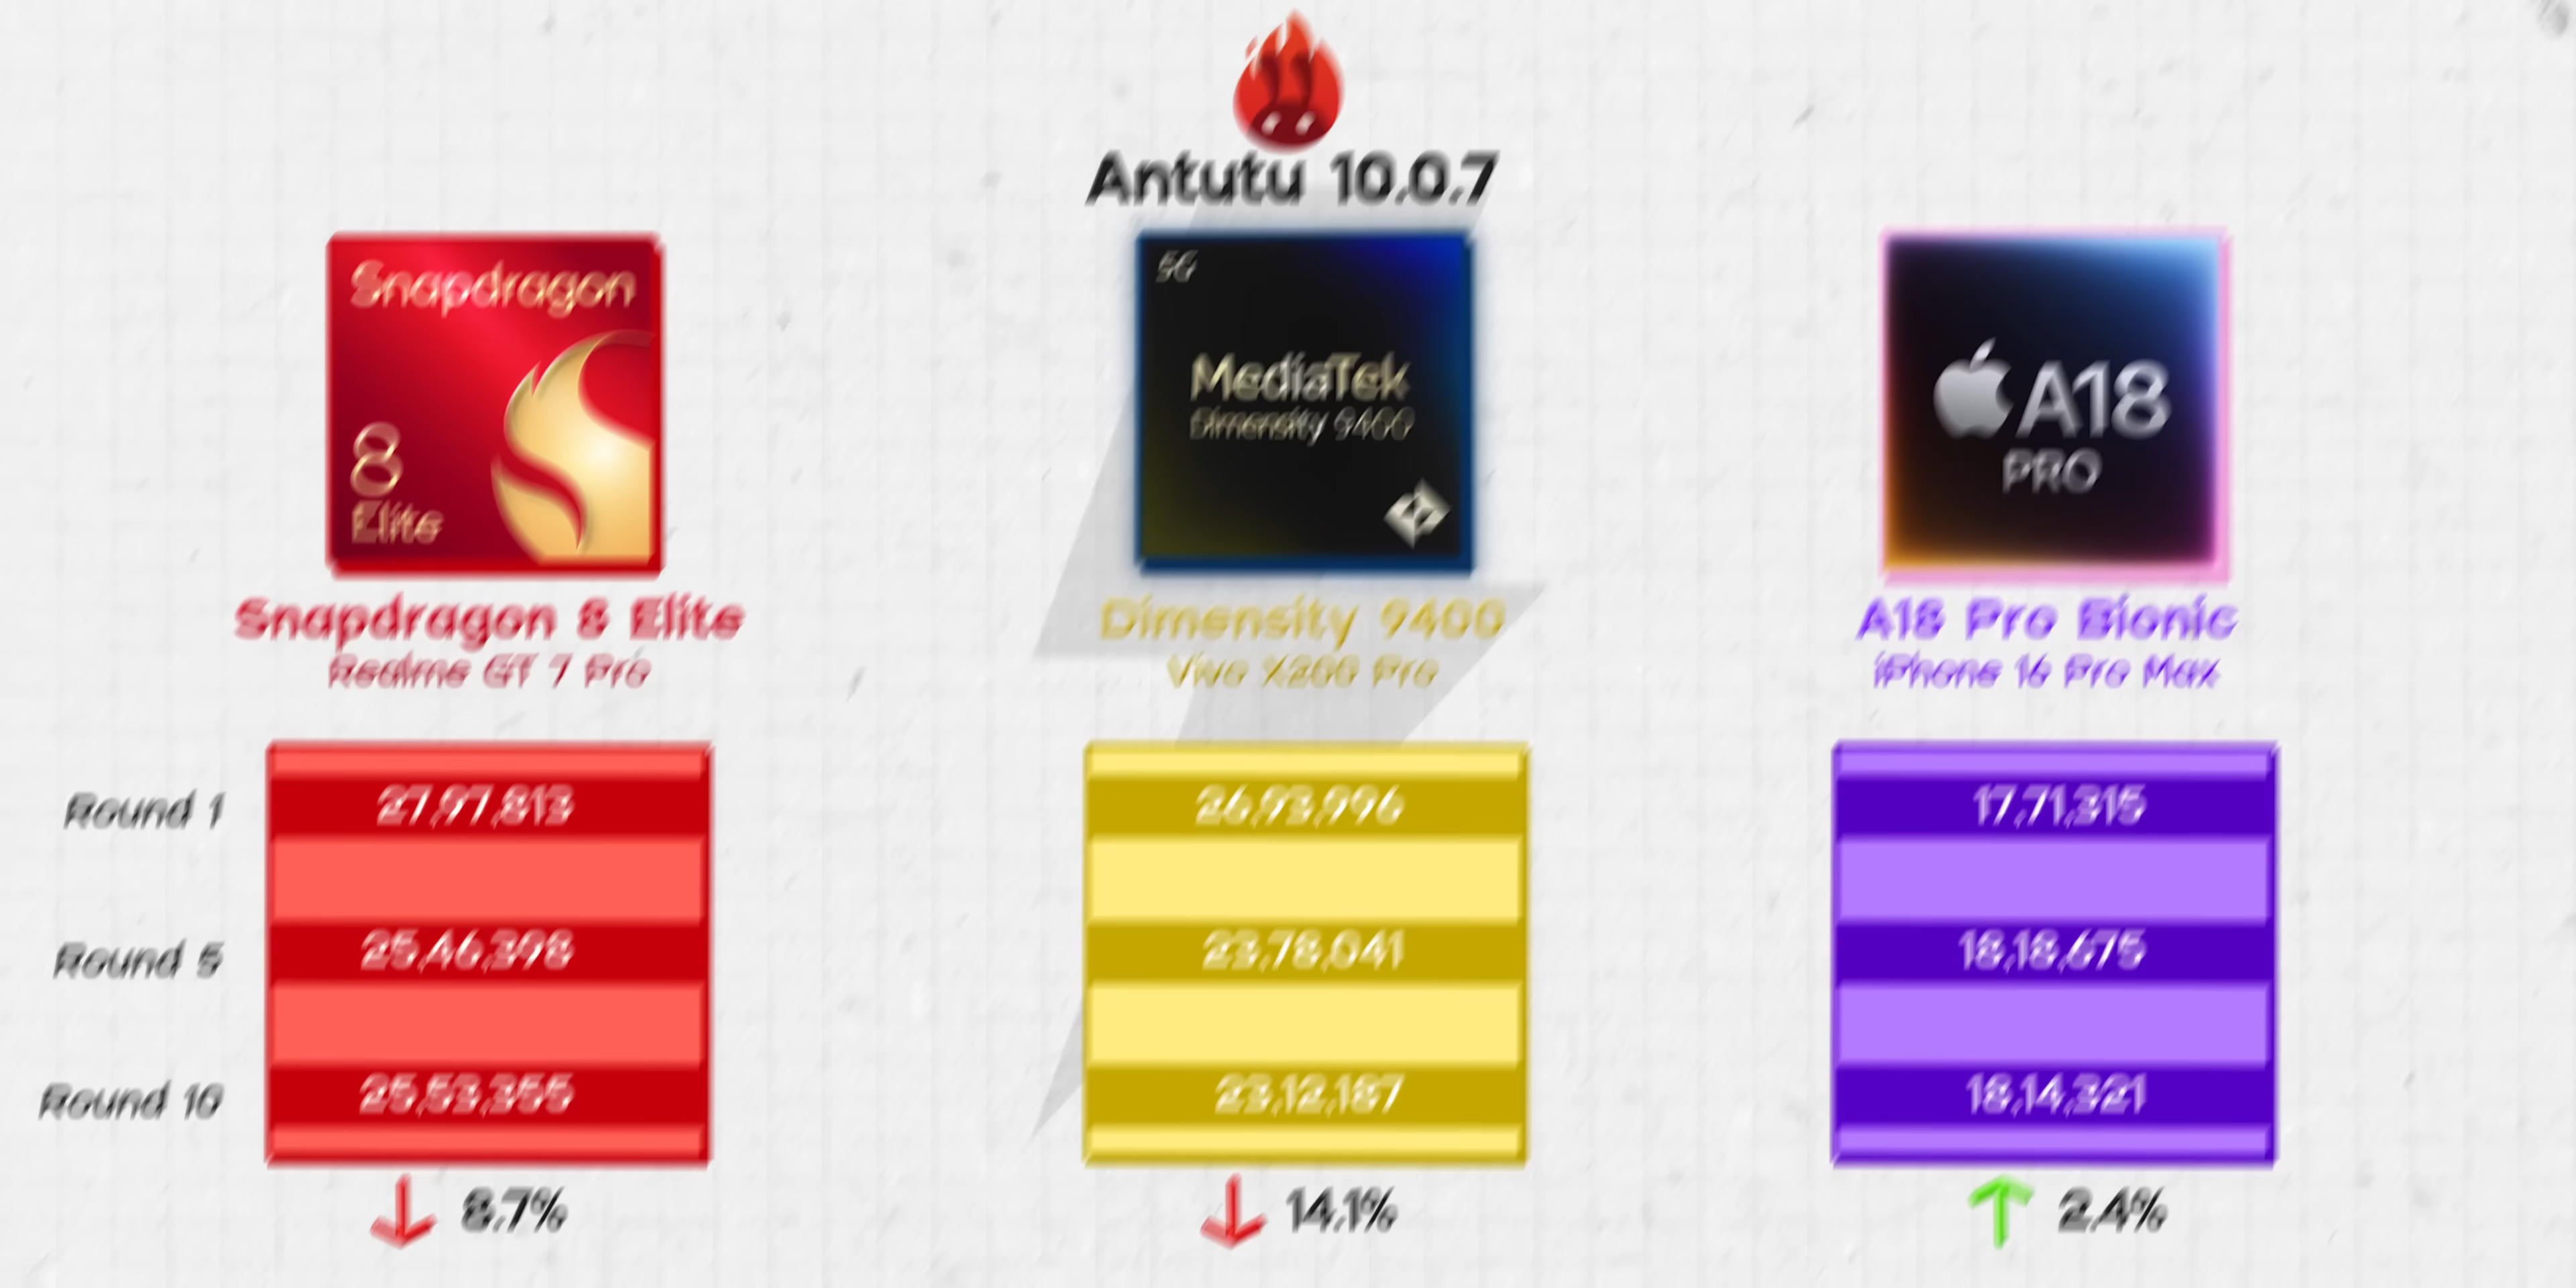 Antutu 10.0.7
Snapdragon
8
Elite
5G
MediaTek
Dimensity 9400
A18
PRO
Snapdragon 8 Elite
Realme GT 7 Pro
Dimensity 9400
Vivo X200 Pro
A18 Pro Bionic
iPhone 16 Pro Max
Round 1 27,97,813 26,93,996 17,71,315
Round 5 25,46,398 23,78,041 18,18,675
Round 10 25,53,355 23,12,187 18,14,321
8.7% 14.1% 2.4%